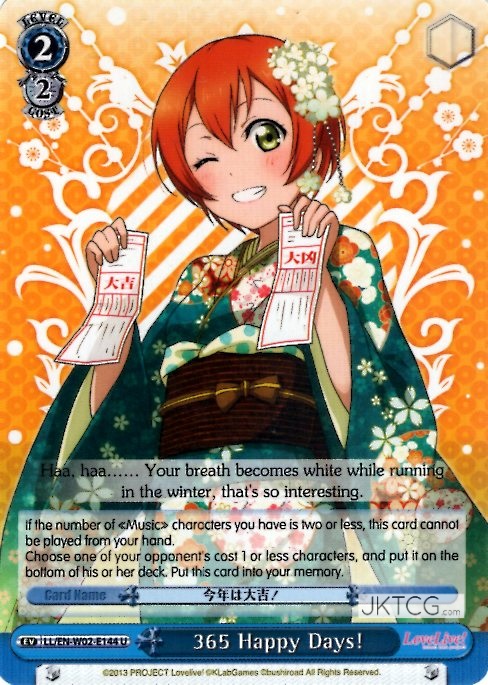 LEVEL
2
2
COST
大吉
大凶
Haa, haa…… Your breath becomes white while running
in the winter, that's so interesting.
If the number of «Music» characters you have is two or less, this card cannot
be played from your hand.
Choose one of your opponent's cost 1 or less characters, and put it on the
bottom of his or her deck. Put this card into your memory.
Card Name
今年は大吉!
JKTCG.com
EV LL/EN-W02-E144 U
365 Happy Days!
LoveLive!
©2013 PROJECT Lovelive! ©KLabGames ©bushiroad All Rights Reserved.